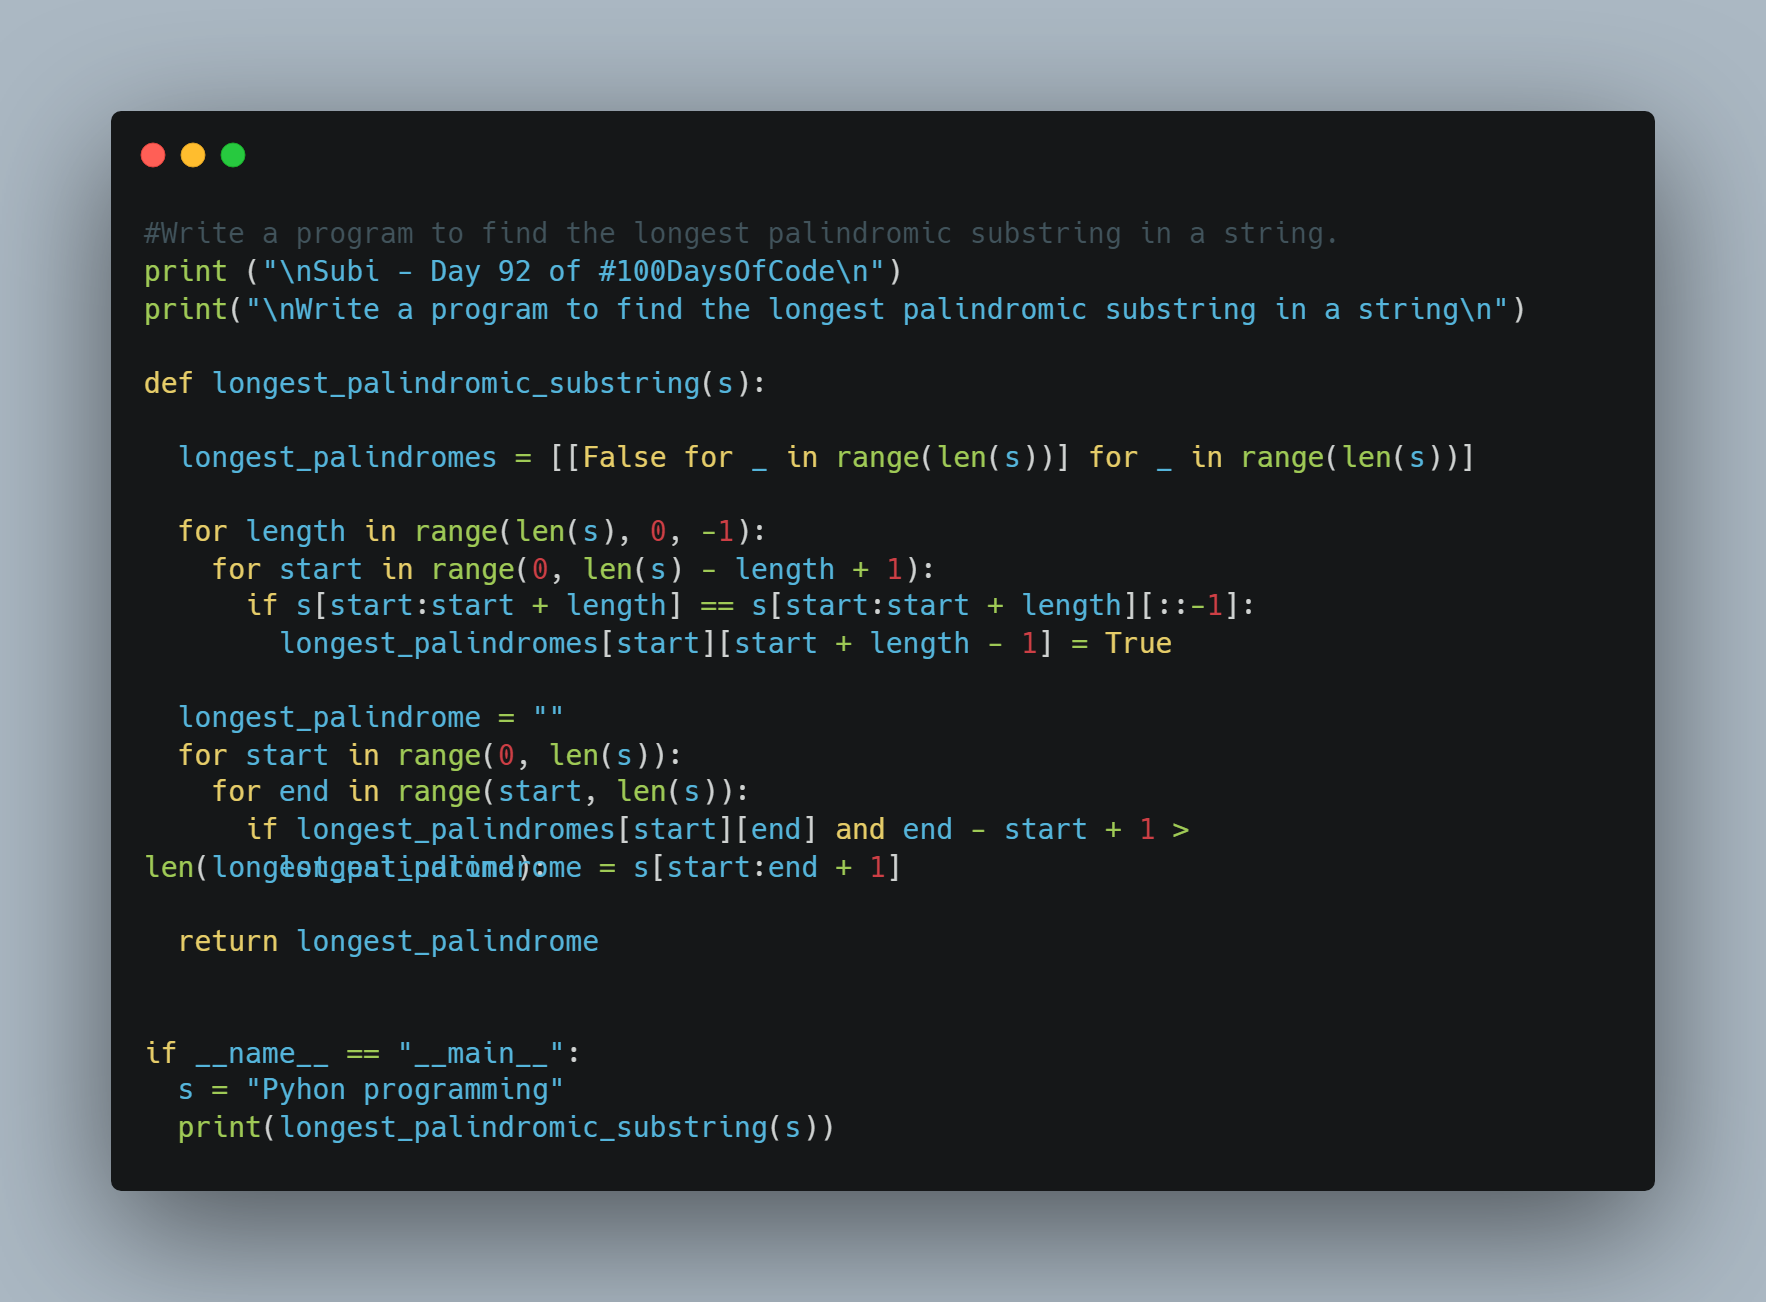 #Write a program to find the longest palindromic substring in a string.
print ("\nSubi - Day 92 of #100DaysOfCode\n")
print("\nWrite a program to find the longest palindromic substring in a string\n")
def longest_palindromic_substring(s):
longest_palindromes = [[False for _ in range(len(s))] for _ in range(len(s))]
for length in range(len(s), 0, -1):
for start in range(0, len(s) - length + 1):
if s[start:start + length] == s[start:start + length][::-1]:
longest_palindromes[start][start + length - 1] = True
longest_palindrome = ""
for start in range(0, len(s)):
for end in range(start, len(s)):
if longest_palindromes[start][end] and end - start + 1 >
len(longest_palindrome):
longest_palindrome = s[start:end + 1]
return longest_palindrome
if __name__ == "__main__":
s = "Pyhon programming"
print(longest_palindromic_substring(s))